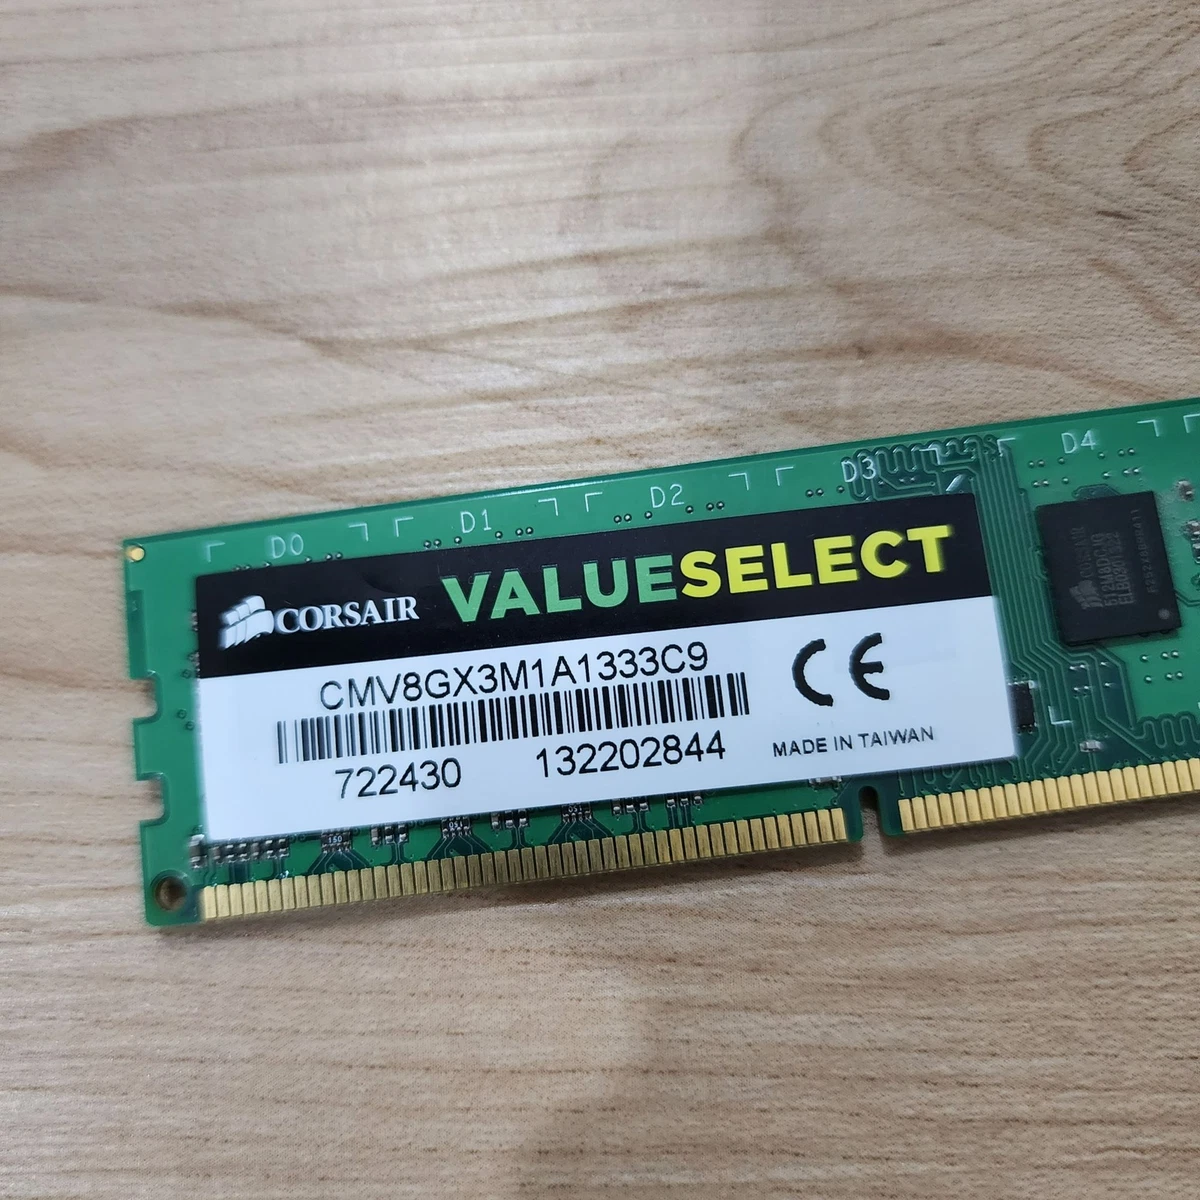 D0 D1 D2 D3 D4
CORSAIR VALUESELECT
CMV8GX3M1A1333C9
CE
722430 132202844
MADE IN TAIWAN